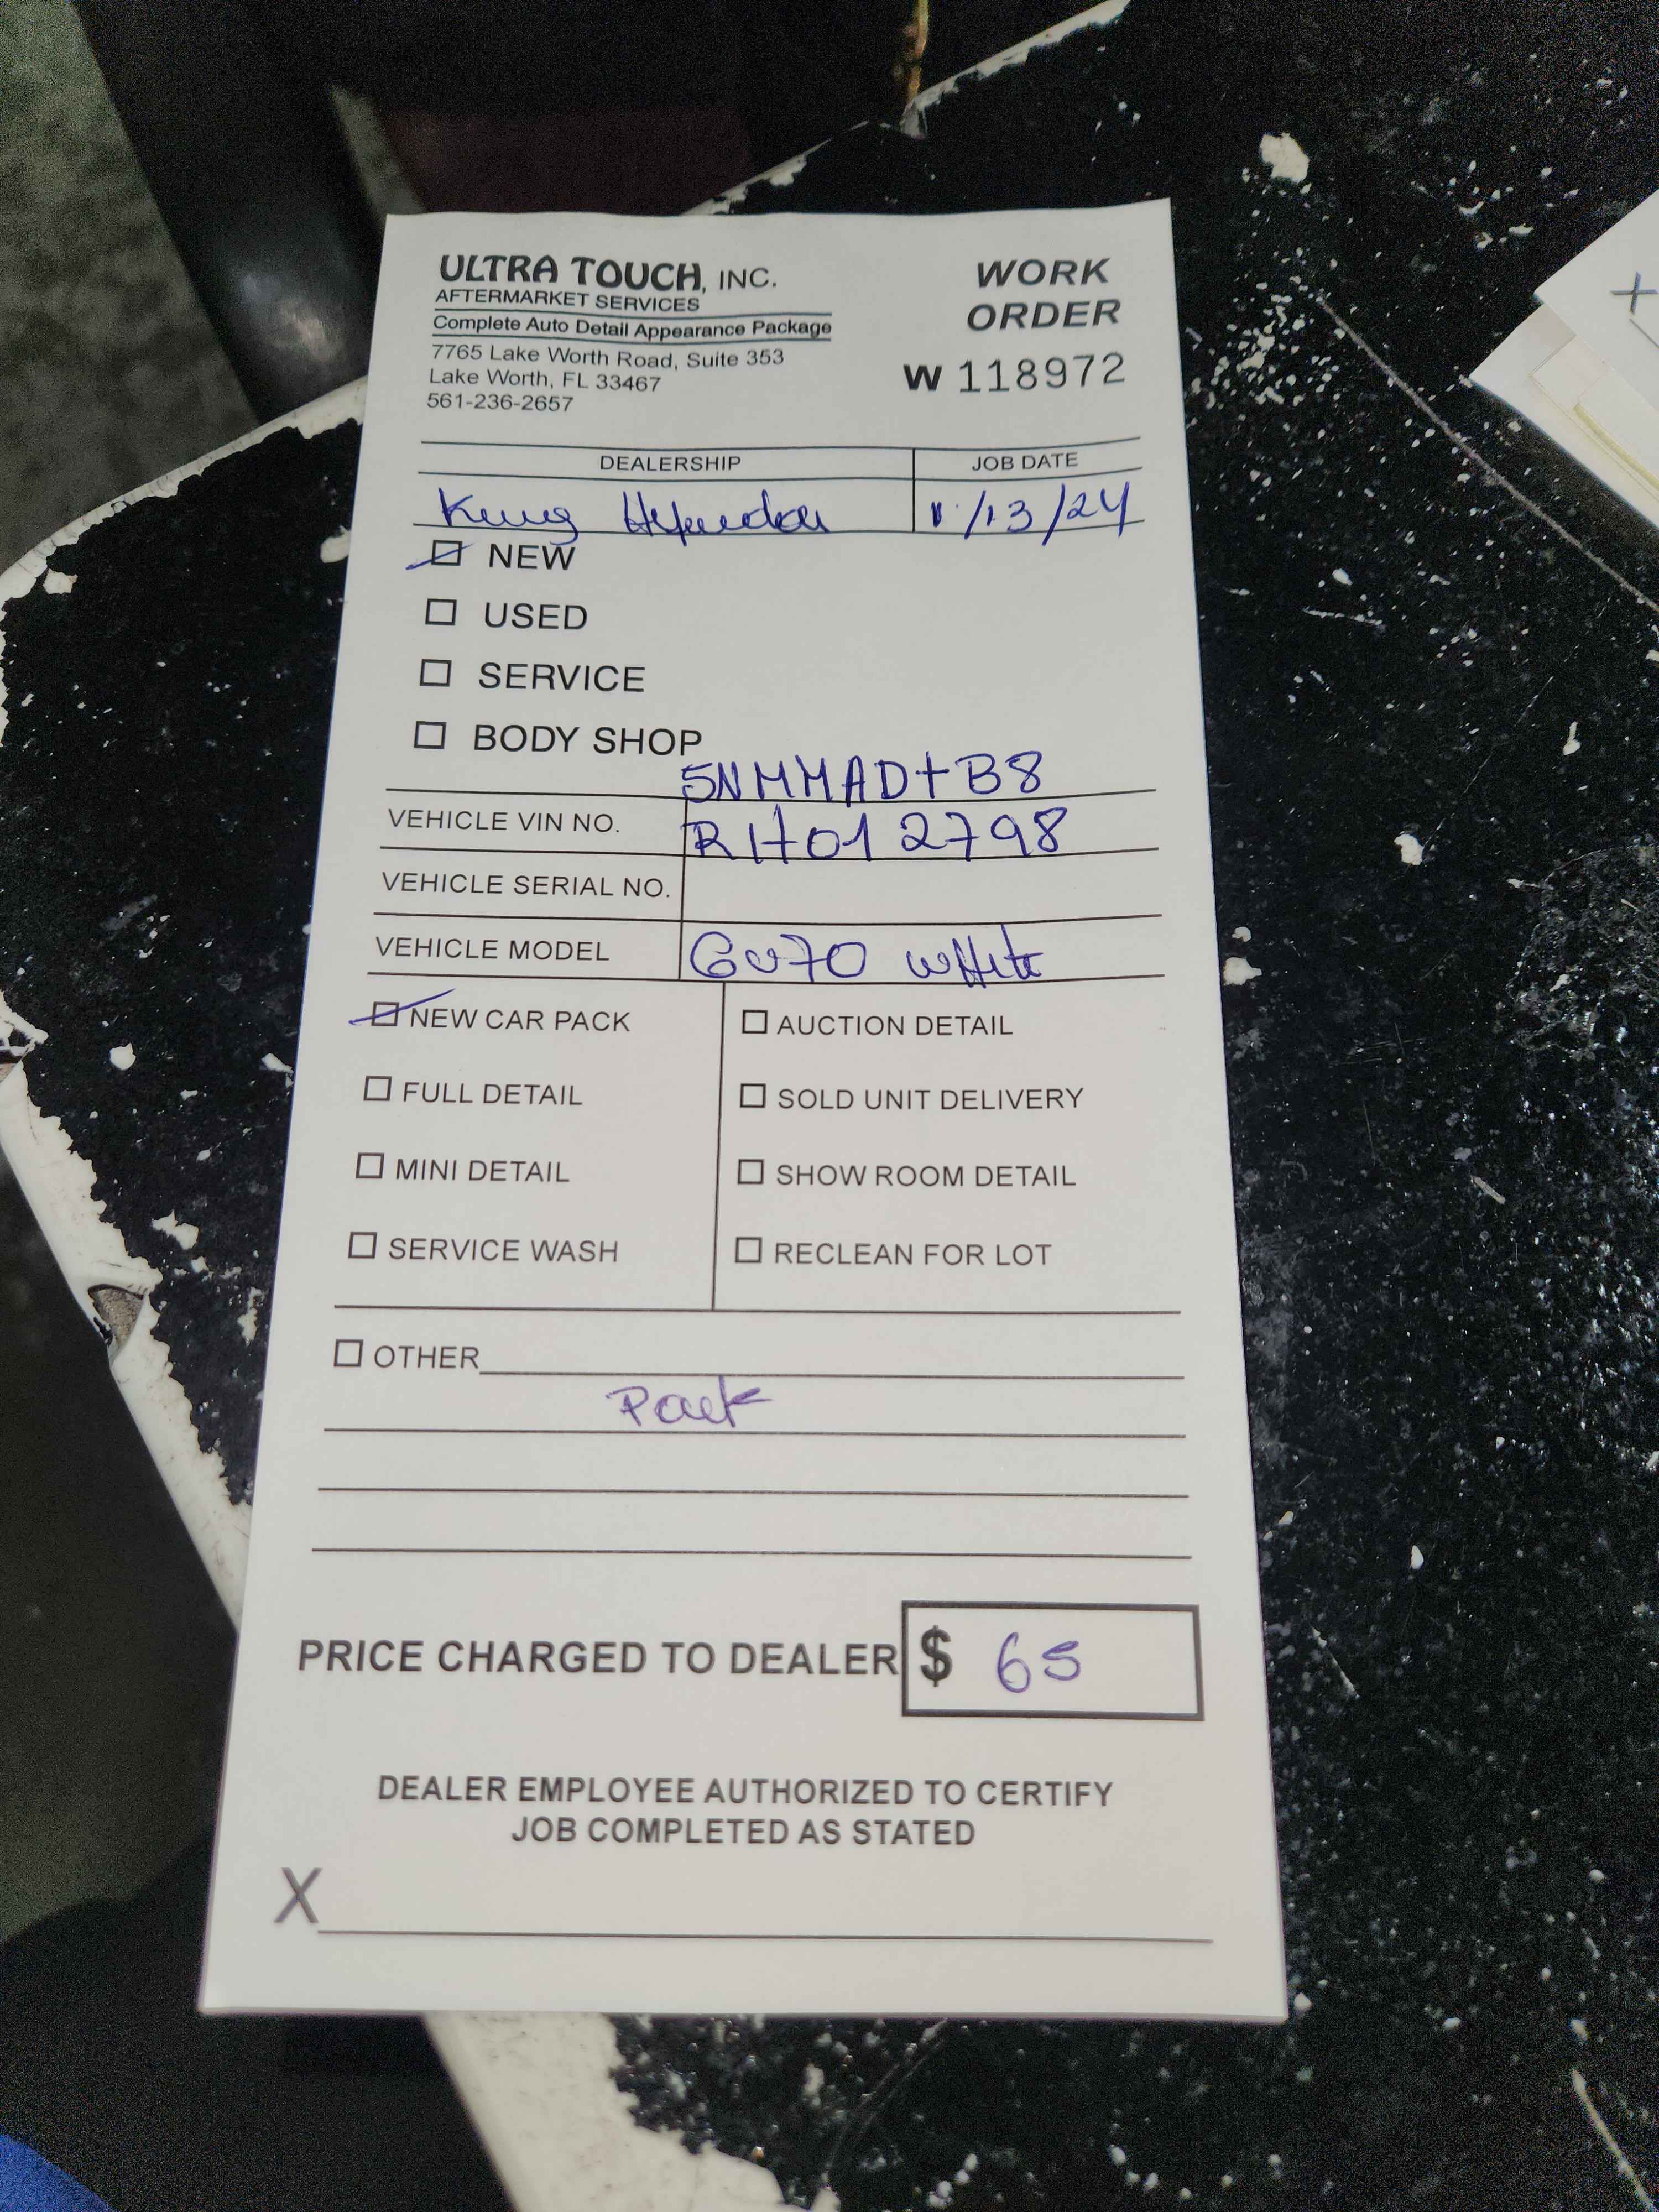 ULTRA TOUCH, INC.
AFTERMARKET SERVICES
Complete Auto Detail Appearance Package
7765 Lake Worth Road, Suite 353
Lake Worth, FL 33467
561-236-2657
WORK
ORDER
W 118972
DEALERSHIP
JOB DATE
King Hyundai
11/13/24
NEW
USED
SERVICE
BODY SHOP
5NMMADTB8
VEHICLE VIN NO. RH012798
VEHICLE SERIAL NO.
VEHICLE MODEL GV70 white
NEW CAR PACK
AUCTION DETAIL
FULL DETAIL
SOLD UNIT DELIVERY
MINI DETAIL
SHOW ROOM DETAIL
SERVICE WASH
RECLEAN FOR LOT
OTHER
Pack
PRICE CHARGED TO DEALER $ 65
DEALER EMPLOYEE AUTHORIZED TO CERTIFY
JOB COMPLETED AS STATED
X